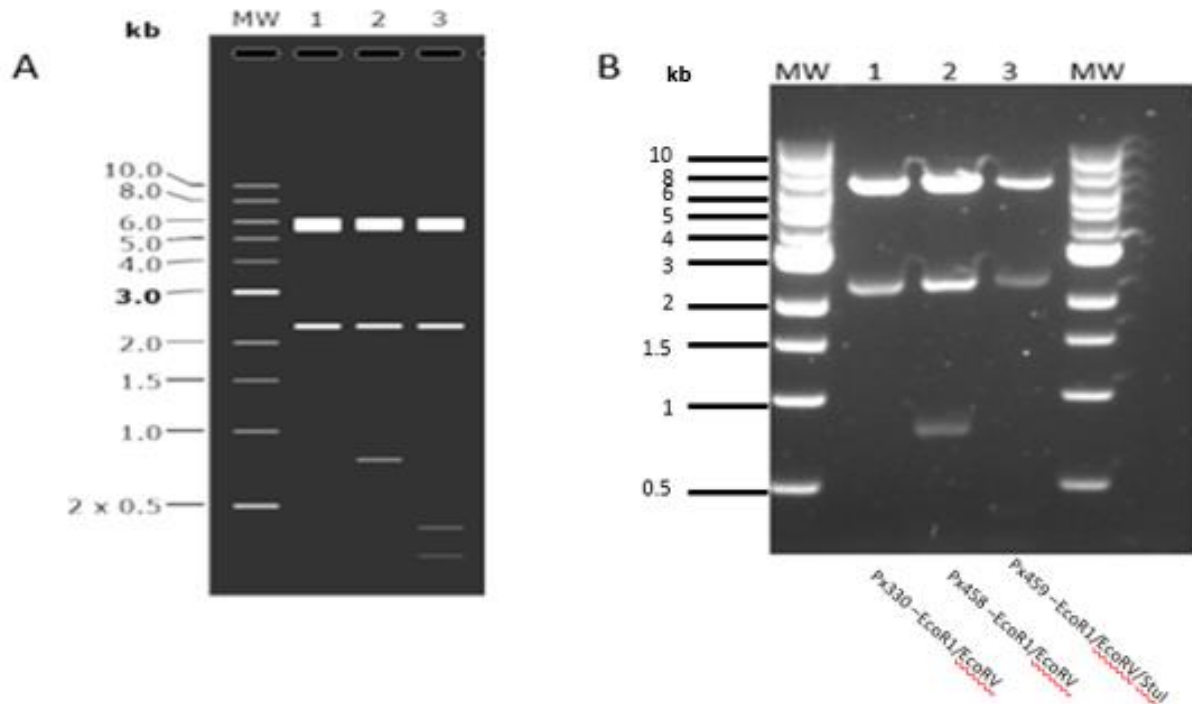 A
kb
MW 1 2 3
10.0
8.0
6.0
5.0
4.0
3.0
2.0
1.5
1.0
2 x 0.5
B
kb
MW 1 2 3 MW
10
8
6
5
4
3
2
1.5
1
0.5
Px330 –EcoR1/EcoRV
Px458 –EcoR1/EcoRV
Px459 –EcoR1/EcoRV/StuI